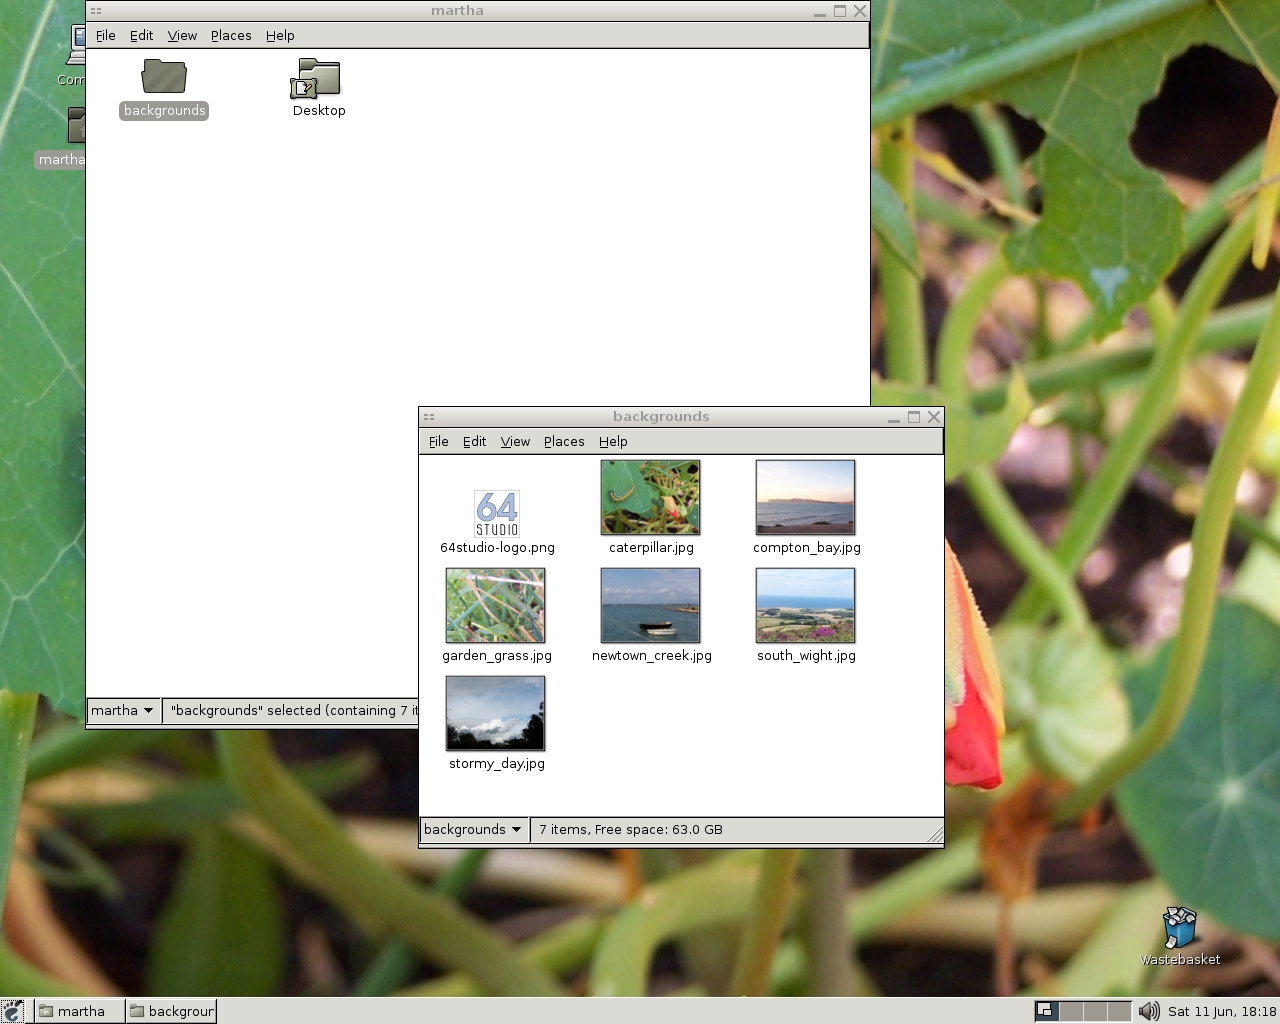 martha
File Edit View Places Help
backgrounds
Desktop
Com
martha
backgrounds
File Edit View Places Help
64 STUDIO
64studio-logo.png
caterpillar.jpg
compton_bay.jpg
garden_grass.jpg
newtown_creek.jpg
south_wight.jpg
stormy_day.jpg
martha
"backgrounds" selected (containing 7 it
backgrounds
7 items, Free space: 63.0 GB
Wastebasket
martha
backgrour
Sat 11 Jun, 18:18